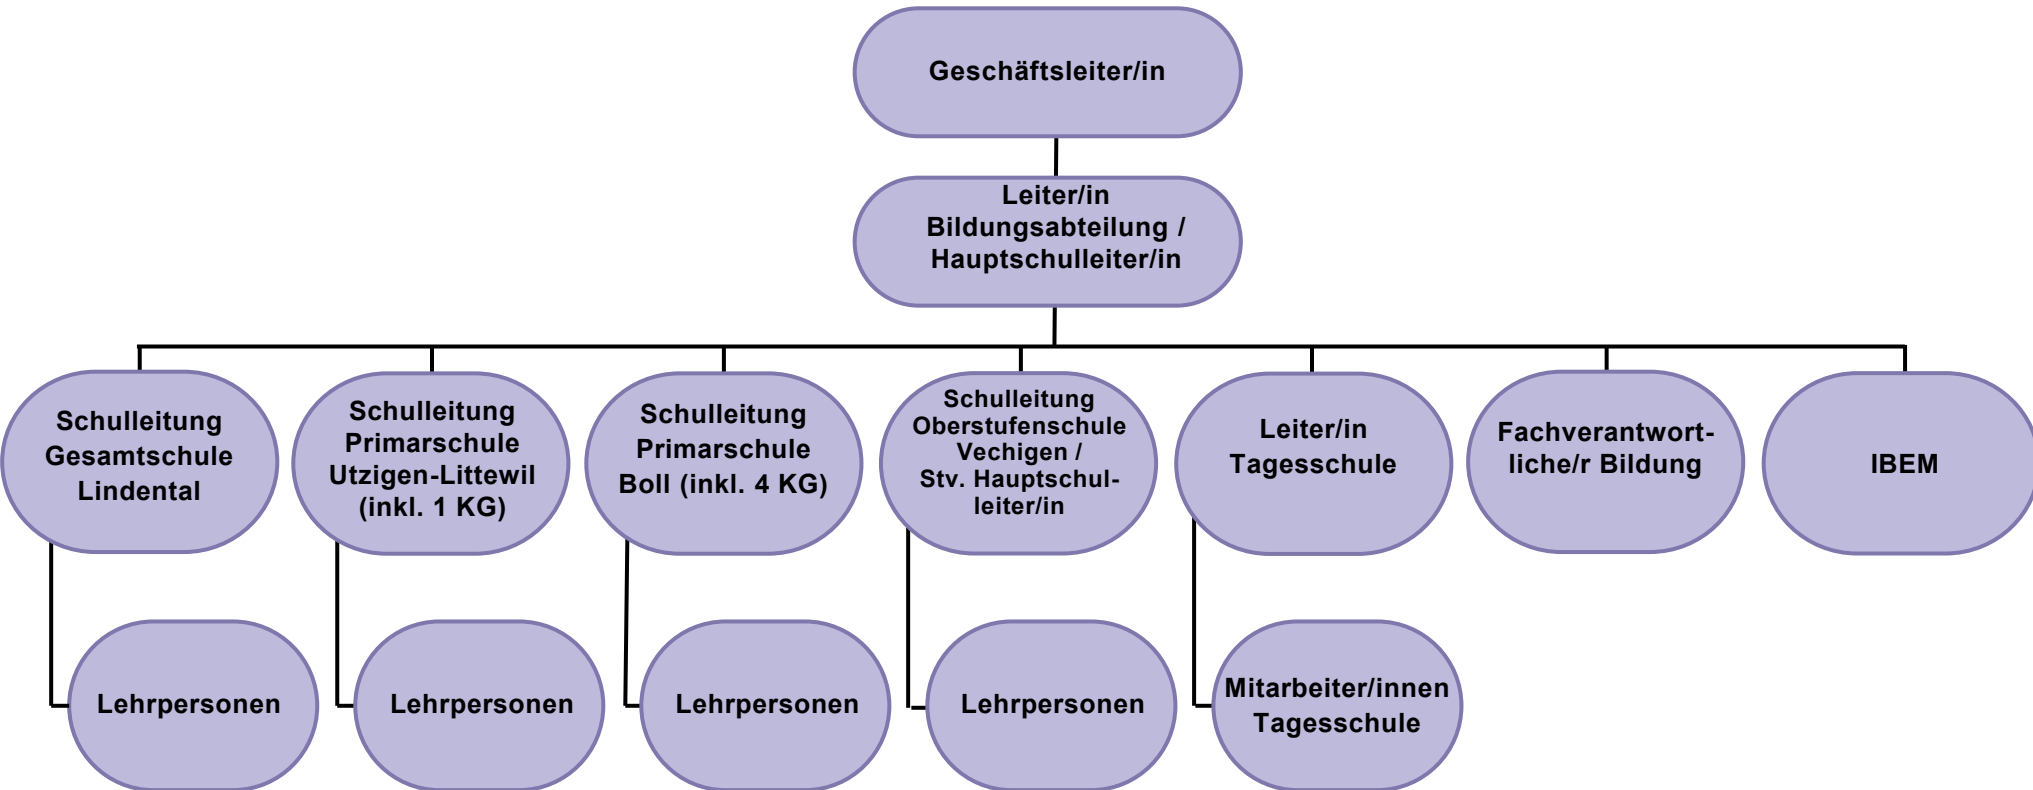 Geschäftsleiter/in
Leiter/in
Bildungsabteilung /
Hauptschulleiter/in
Schulleitung
Gesamtschule
Lindental
Schulleitung
Primarschule
Utzigen-Littewil
(inkl. 1 KG)
Schulleitung
Primarschule
Boll (inkl. 4 KG)
Schulleitung
Oberstufenschule
Vechigen /
Stv. Hauptschul-
leiter/in
Leiter/in
Tagesschule
Fachverantwort-
liche/r Bildung
IBEM
Lehrpersonen
Lehrpersonen
Lehrpersonen
Lehrpersonen
Mitarbeiter/innen
Tagesschule